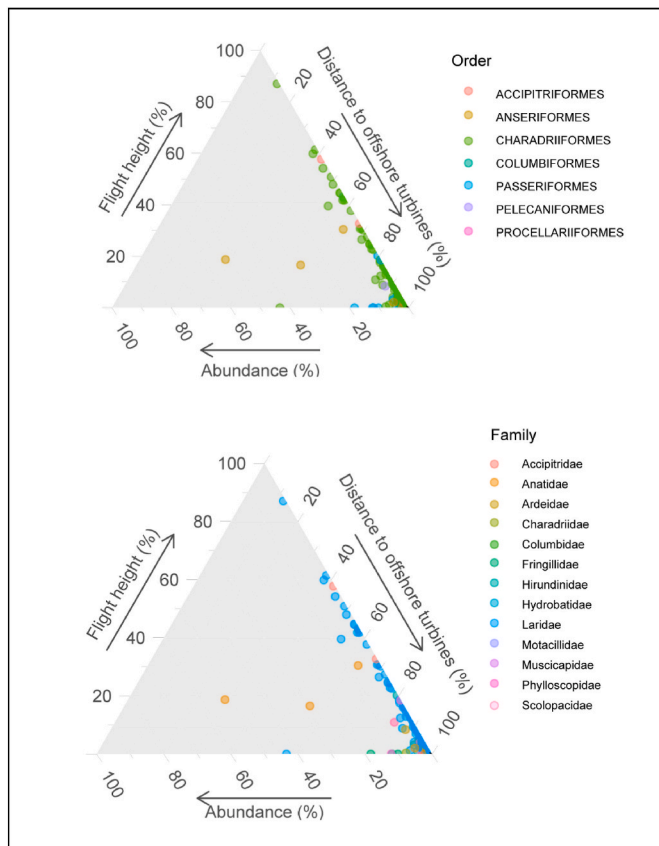 100
80
60
40
20
Flight height (%)
20
40
60
80
100
Distance to offshore turbines (%)
100
80
60
40
20
Abundance (%)
Order
ACCIPITRIFORMES
ANSERIFORMES
CHARADRIIFORMES
COLUMBIFORMES
PASSERIFORMES
PELECANIFORMES
PROCELLARIIFORMES
100
80
60
40
20
Flight height (%)
20
40
60
80
100
Distance to offshore turbines (%)
100
80
60
40
20
Abundance (%)
Family
Accipitridae
Anatidae
Ardeidae
Charadriidae
Columbidae
Fringillidae
Hirundinidae
Hydrobatidae
Laridae
Motacillidae
Muscicapidae
Phylloscopidae
Scolopacidae